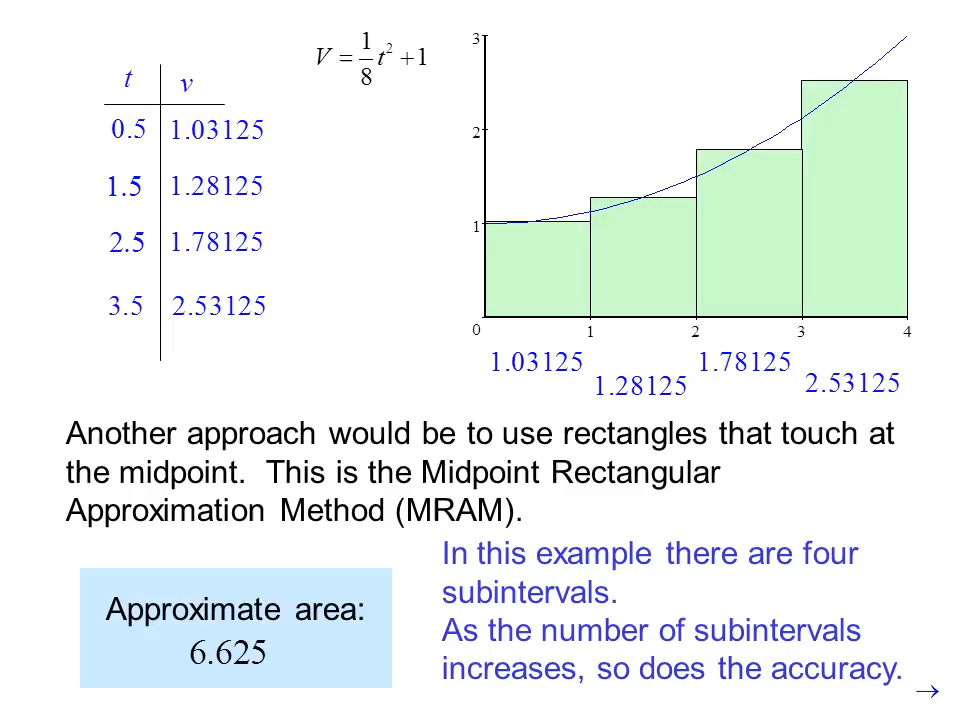 V = 1/8 t² + 1
t v
0.5 1.03125
1.5 1.28125
2.5 1.78125
3.5 2.53125
3
2
1
0 1 2 3 4
1.03125 1.28125 1.78125 2.53125
Another approach would be to use rectangles that touch at
the midpoint. This is the Midpoint Rectangular
Approximation Method (MRAM).
Approximate area:
6.625
In this example there are four
subintervals.
As the number of subintervals
increases, so does the accuracy.
→